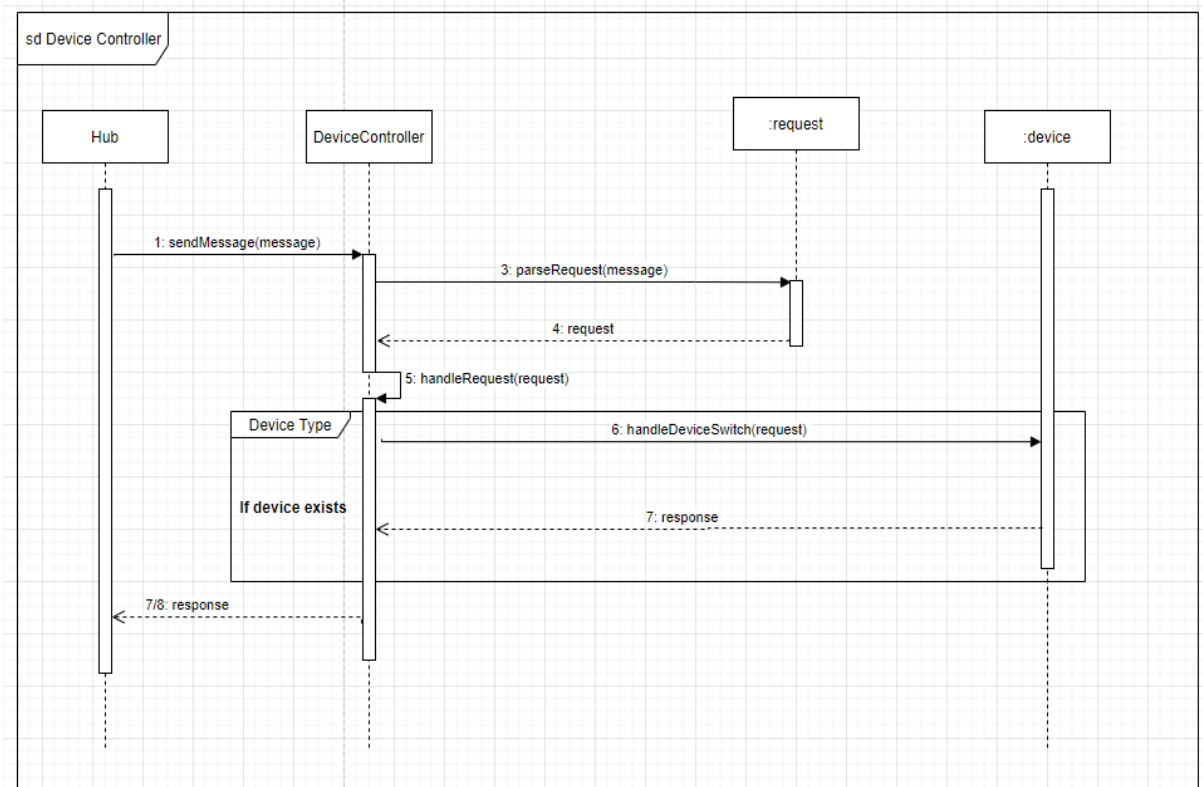 sd Device Controller
Hub
DeviceController
:request
:device
1: sendMessage(message)
3: parseRequest(message)
4: request
5: handleRequest(request)
Device Type
6: handleDeviceSwitch(request)
If device exists
7: response
7/8: response